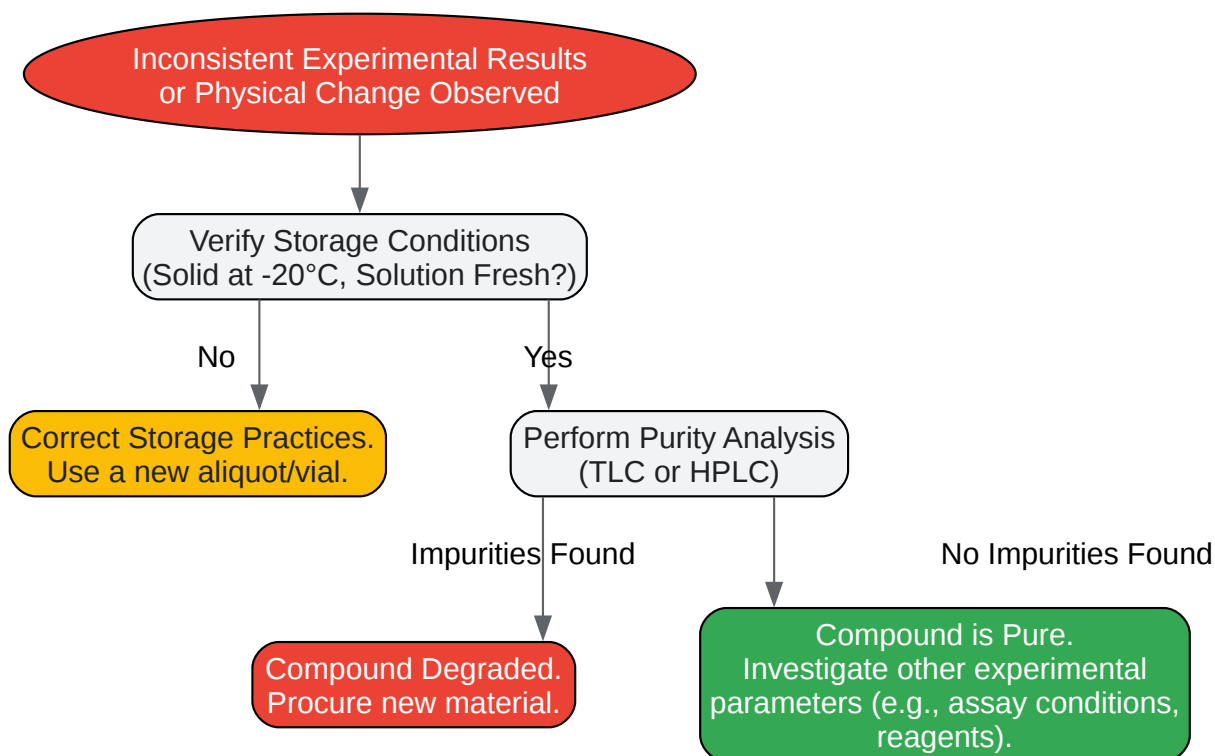 Inconsistent Experimental Results
or Physical Change Observed
Verify Storage Conditions
(Solid at -20°C, Solution Fresh?)
No
Yes
Correct Storage Practices.
Use a new aliquot/vial.
Perform Purity Analysis
(TLC or HPLC)
Impurities Found
No Impurities Found
Compound Degraded.
Procure new material.
Compound is Pure.
Investigate other experimental
parameters (e.g., assay conditions,
reagents).